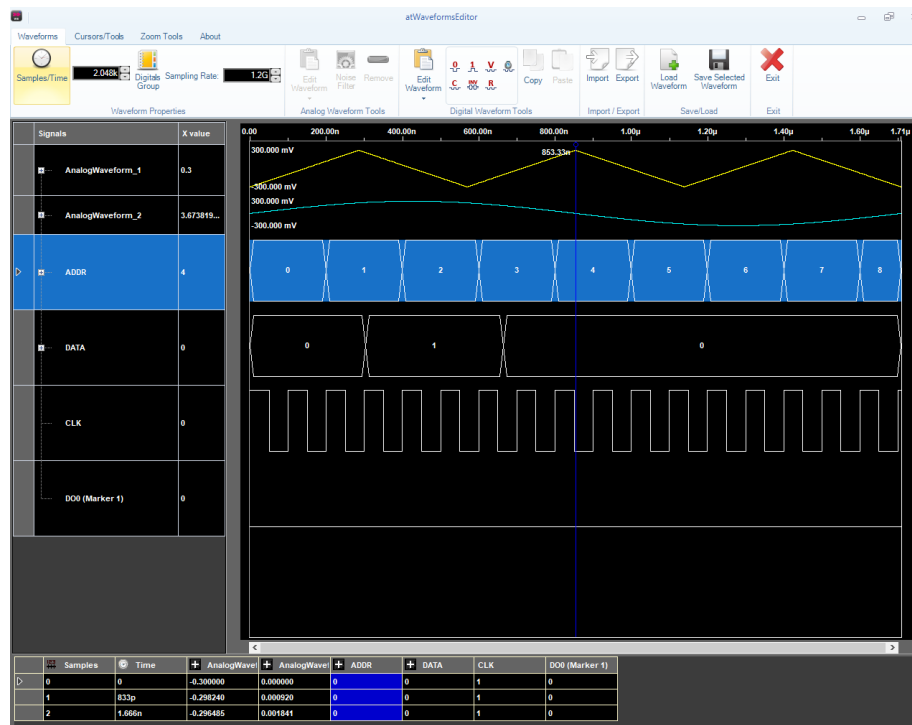 atWaveformsEditor
Waveforms Cursors/Tools Zoom Tools About
Samples/Time 2.048k Digitals Group Sampling Rate: 1.2G Edit Waveform Noise Filter Remove Edit Waveform 0 1 V C INV R Copy Paste Import Export Load Waveform Save Selected Waveform Exit
Waveform Properties Analog Waveform Tools Digital Waveform Tools Import / Export Save/Load Exit
Signals X value 0.00 200.00n 400.00n 600.00n 800.00n 1.00µ 1.20µ 1.40µ 1.60µ 1.71µ
300.000 mV 853.33n
AnalogWaveform_1 0.3
-300.000 mV
300.000 mV
AnalogWaveform_2 3.673819...
-300.000 mV
ADDR 4 0 1 2 3 4 5 6 7 8
DATA 0 0 1 0
CLK 0
DO0 (Marker 1) 0
Samples Time AnalogWavef AnalogWavef ADDR DATA CLK DO0 (Marker 1)
0 0 -0.300000 0.000000 0 0 1 0
1 833p -0.298240 0.000920 0 0 1 0
2 1.666n -0.296485 0.001841 0 0 1 0